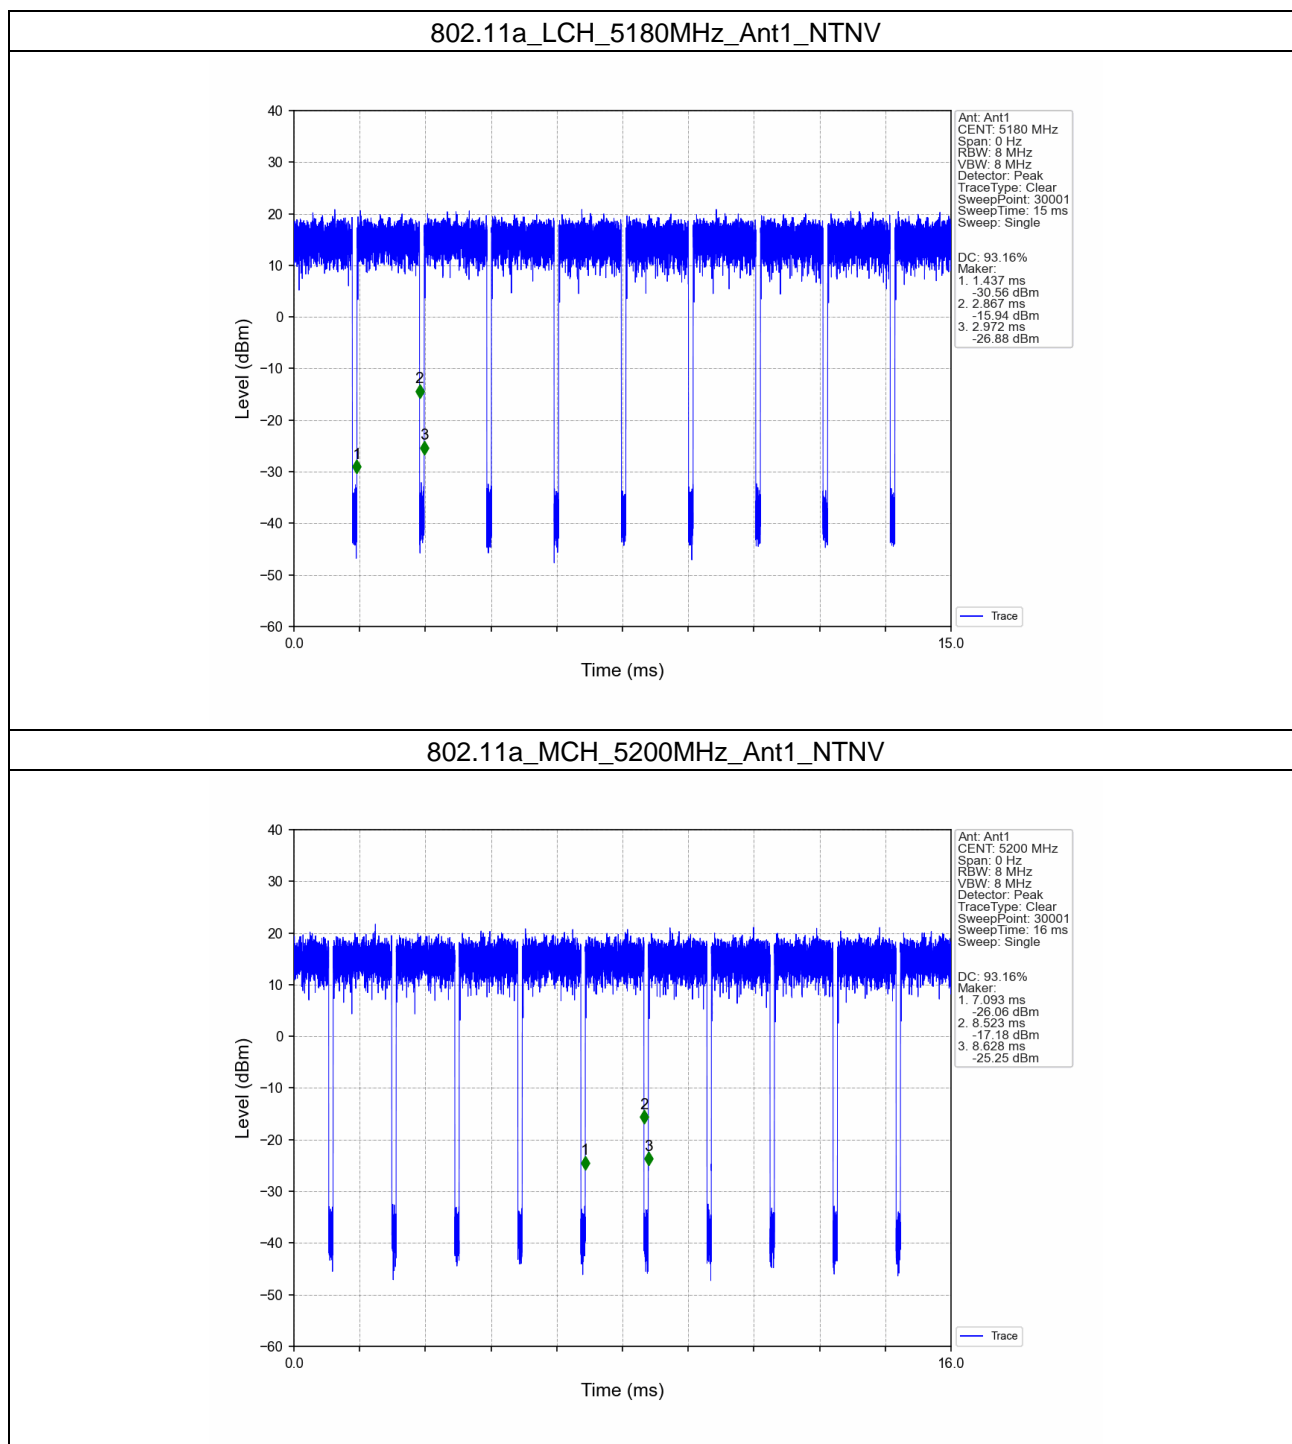 802.11a_LCH_5180MHz_Ant1_NTNV
40
30
20
10
0
−10
−20
−30
−40
−50
−60
Level (dBm)
0.0
15.0
Time (ms)
1
2
3
Ant: Ant1
CENT: 5180 MHz
Span: 0 Hz
RBW: 8 MHz
VBW: 8 MHz
Detector: Peak
TraceType: Clear
SweepPoint: 30001
SweepTime: 15 ms
Sweep: Single
DC: 93.16%
Maker:
1. 1.437 ms
-30.56 dBm
2. 2.867 ms
-15.94 dBm
3. 2.972 ms
-26.88 dBm
Trace
802.11a_MCH_5200MHz_Ant1_NTNV
40
30
20
10
0
−10
−20
−30
−40
−50
−60
Level (dBm)
0.0
16.0
Time (ms)
1
2
3
Ant: Ant1
CENT: 5200 MHz
Span: 0 Hz
RBW: 8 MHz
VBW: 8 MHz
Detector: Peak
TraceType: Clear
SweepPoint: 30001
SweepTime: 16 ms
Sweep: Single
DC: 93.16%
Maker:
1. 7.093 ms
-26.06 dBm
2. 8.523 ms
-17.18 dBm
3. 8.628 ms
-25.25 dBm
Trace